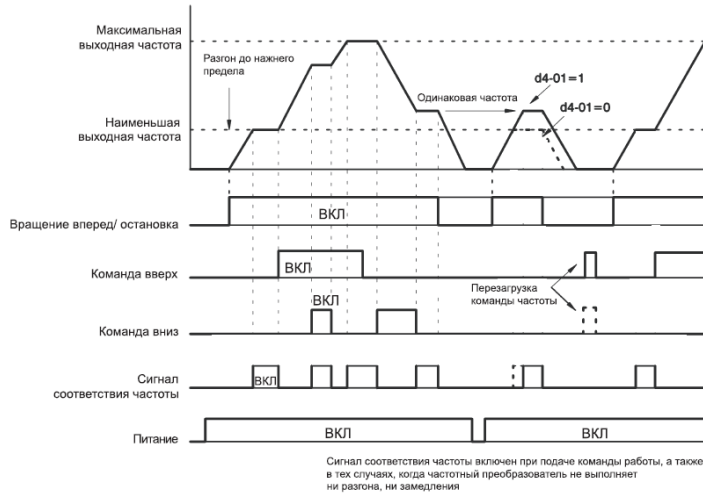 Максимальная
выходная частота
Разгон до нажнего
предела
d4-01=1
Одинаковая частота
d4-01=0
Наименьшая
выходная частота
Вращение вперед/ остановка
ВКЛ
Команда вверх
ВКЛ
Перезагрузка
команды частоты
ВКЛ
Команда вниз
Сигнал
соответствия частоты
ВКЛ
Питание
ВКЛ
ВКЛ
Сигнал соответствия частоты включен при подаче команды работы, а также
в тех случаях, когда частотный преобразователь не выполняет
ни разгона, ни замедления